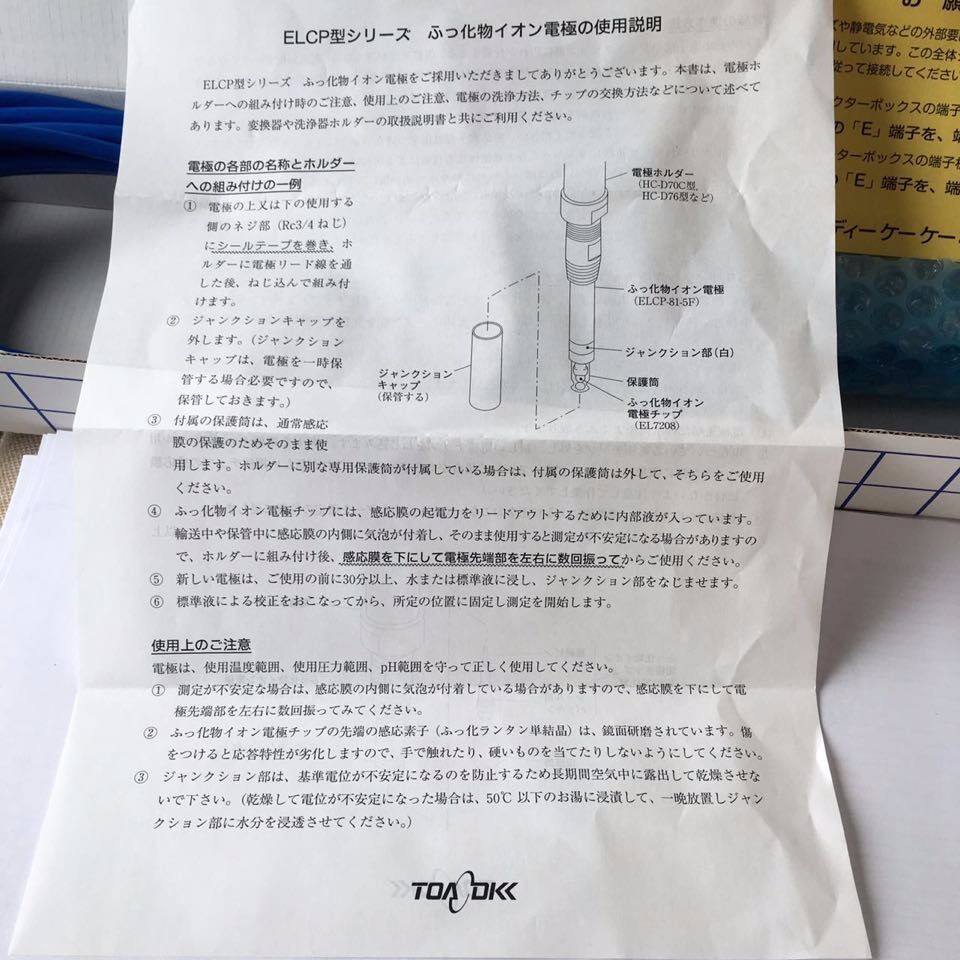 ELCP型シリーズ ふっ化物イオン電極の使用説明
ELCP型シリーズ ふっ化物イオン電極をご採用いただきましてありがとうございます。本書は、電極ホ
ルダーへの組み付け時のご注意、使用上のご注意、電極の洗浄方法、チップの交換方法などについて述べて
あります。変換器や洗浄器ホルダーの取扱説明書と共にご利用ください。
電極の各部の名称とホルダー
への組み付けの一例
① 電極の上又は下の使用する
側のネジ部(Rc3/4ねじ)
にシールテープを巻き、ホ
ルダーに電極リード線を通
した後、ねじ込んで組み付
けます。
② ジャンクションキャップを
外します。(ジャンクション
キャップは、電極を一時保
管する場合必要ですので、
保管しておきます。)
③ 付属の保護筒は、通常感応
膜の保護のためそのまま使
用します。ホルダーに別な専用保護筒が付属している場合は、付属の保護筒は外して、そちらをご使用
ください。
④ ふっ化物イオン電極チップには、感応膜の起電力をリードアウトするために内部液が入っています。
輸送中や保管中に感応膜の内側に気泡が付着し、そのまま使用すると測定が不安定になる場合がありますの
で、ホルダーに組み付け後、感応膜を下にして電極先端部を左右に数回振ってからご使用ください。
⑤ 新しい電極は、ご使用の前に30分以上、水または標準液に浸し、ジャンクション部をなじませます。
⑥ 標準液による校正をおこなってから、所定の位置に固定し測定を開始します。
電極ホルダー
(HC-D70C型,
HC-D76型など)
ふっ化物イオン電極
(ELCP-81-5F)
ジャンクション部(白)
ジャンクション
キャップ
(保管する)
保護筒
ふっ化物イオン
電極チップ
(EL7208)
使用上のご注意
電極は、使用温度範囲、使用圧力範囲、pH範囲を守って正しく使用してください。
① 測定が不安定な場合は、感応膜の内側に気泡が付着している場合がありますので、感応膜を下にして電
極先端部を左右に数回振ってみてください。
② ふっ化物イオン電極チップの先端の感応素子(ふっ化ランタン単結晶)は、鏡面研磨されています。傷
をつけると応答特性が劣化しますので、手で触れたり、硬いものを当てたりしないようにしてください。
③ ジャンクション部は、基準電位が不安定になるのを防止するため長期間空気中に露出して乾燥させな
いで下さい。(乾燥して電位が不安定になった場合は、50℃以下のお湯に浸漬して、一晩放置しジャン
クション部に水分を浸透させてください。)
TOA DKK
や静電気などの外部要
しています。この全体
従って接続してください
クターボックスの端子
の「E」端子を、端
ターボックスの端子
「E」端子を、端
ディーケーケー